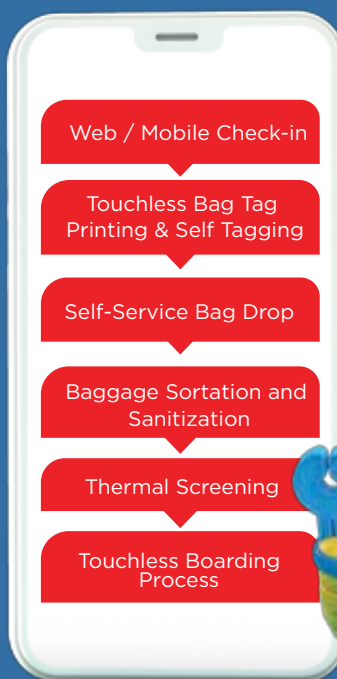 Web / Mobile Check-in
Touchless Bag Tag
Printing & Self Tagging
Self-Service Bag Drop
Baggage Sortation and
Sanitization
Thermal Screening
Touchless Boarding
Process